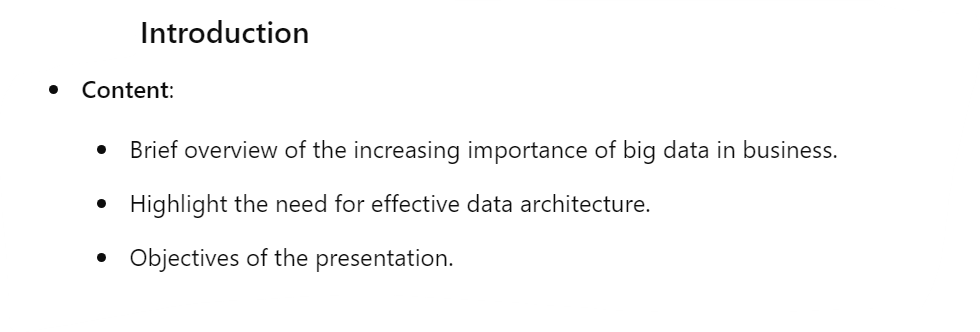 Introduction
Content:
Brief overview of the increasing importance of big data in business.
Highlight the need for effective data architecture.
Objectives of the presentation.